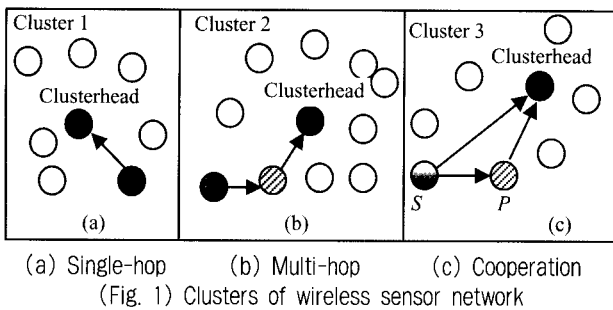 Cluster 1 Cluster 2 Cluster 3
Clusterhead Clusterhead Clusterhead
S P
(a) (b) (c)
(a) Single-hop (b) Multi-hop (c) Cooperation
(Fig. 1) Clusters of wireless sensor network